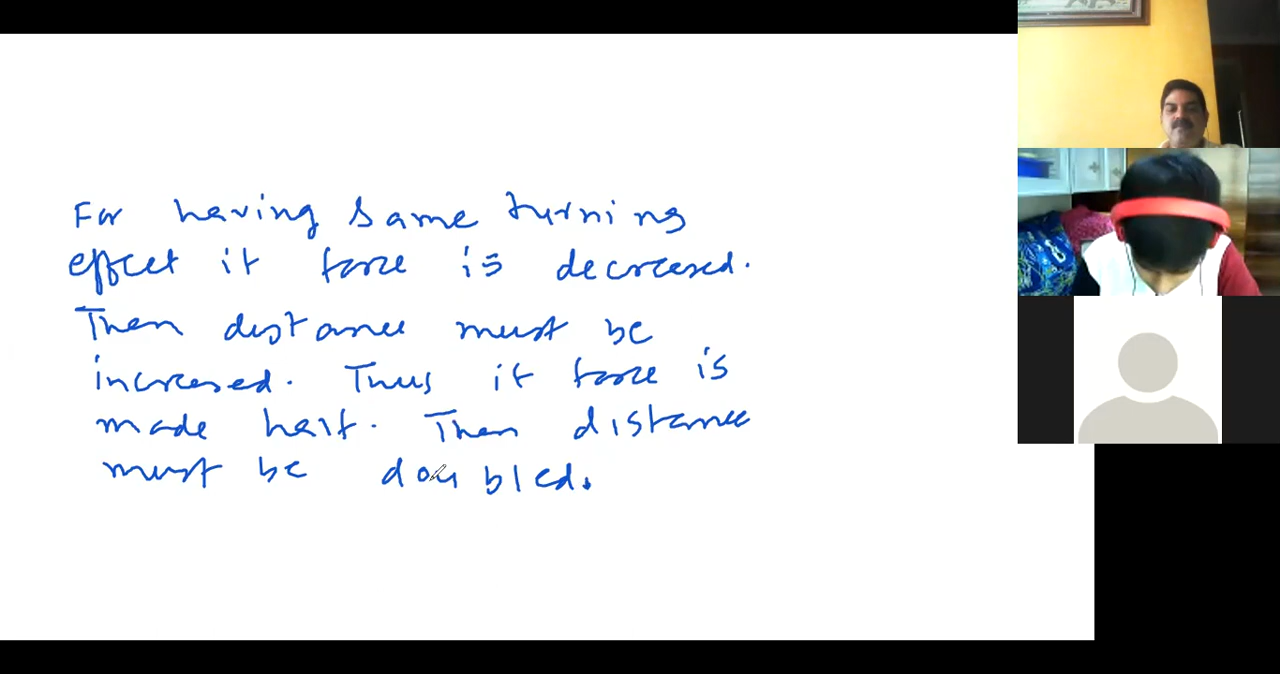 For having same turning
effect if force is decreased.
Then distance must be
increased. Thus if force is
made half. Then distance
must be doubled.